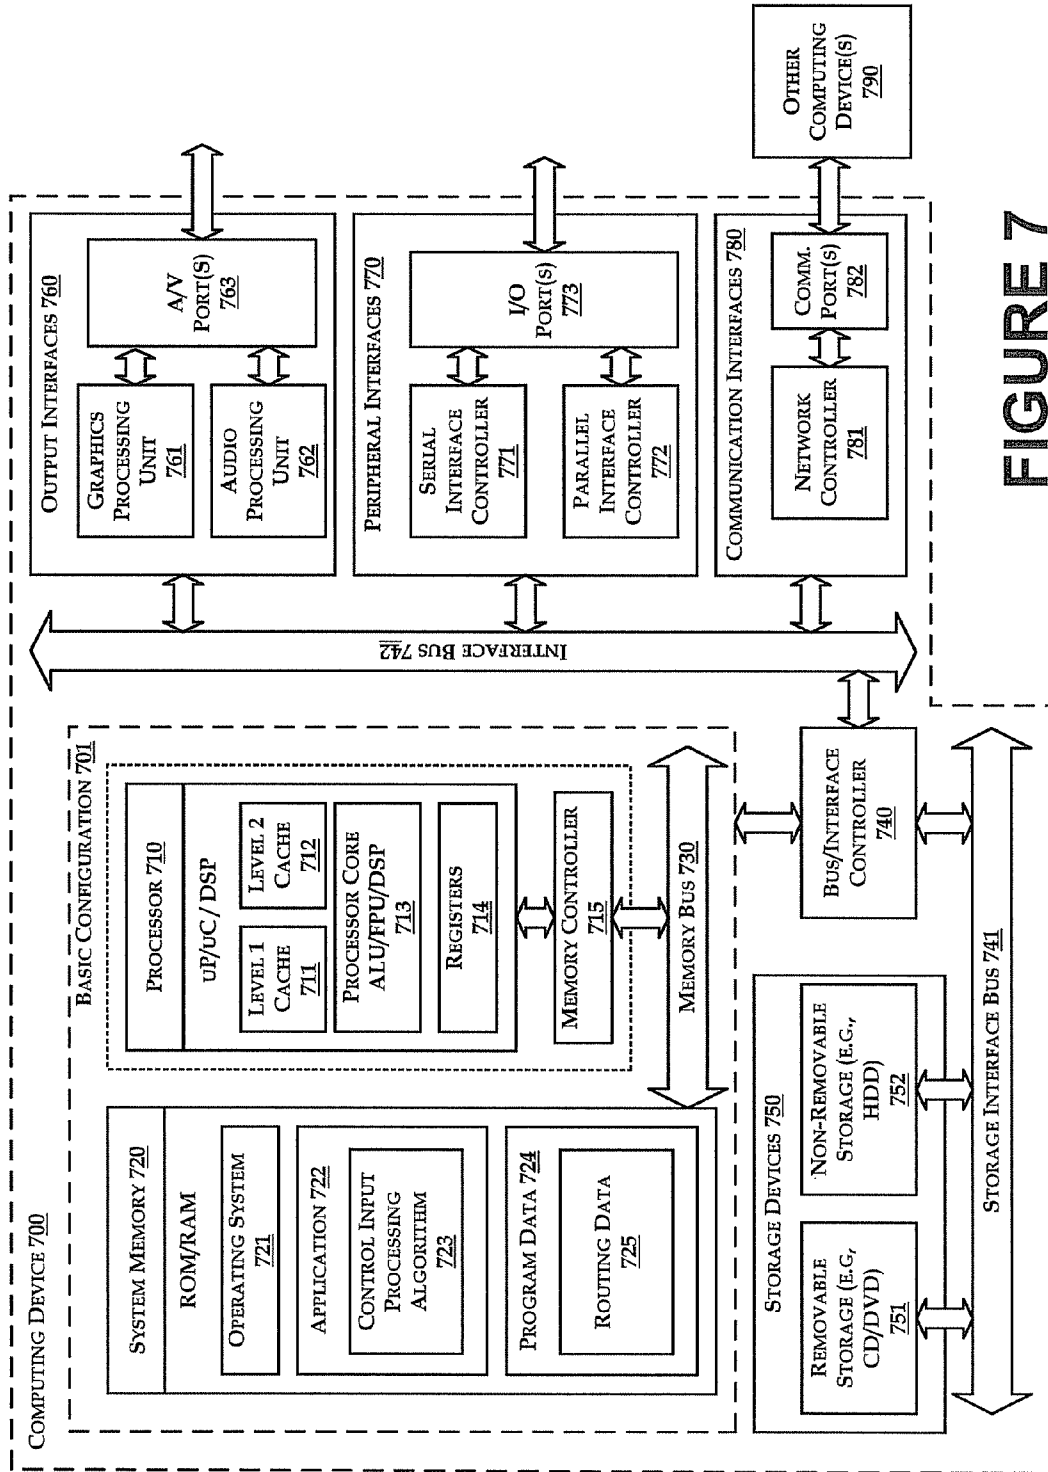 COMPUTING DEVICE 700
BASIC CONFIGURATION 701
SYSTEM MEMORY 720
ROM/RAM
OPERATING SYSTEM
721
APPLICATION 722
CONTROL INPUT
PROCESSING
ALGORITHM
723
PROGRAM DATA 724
ROUTING DATA
725
PROCESSOR 710
UP/UC / DSP
LEVEL 1
CACHE
711
LEVEL 2
CACHE
712
PROCESSOR CORE
ALU/FPU/DSP
713
REGISTERS
714
MEMORY CONTROLLER
715
MEMORY BUS 730
BUS/INTERFACE
CONTROLLER
740
STORAGE DEVICES 750
REMOVABLE
STORAGE (E.G.,
CD/DVD)
751
NON-REMOVABLE
STORAGE (E.G.,
HDD)
752
STORAGE INTERFACE BUS 741
INTERFACE BUS 742
OUTPUT INTERFACES 760
GRAPHICS
PROCESSING
UNIT
761
AUDIO
PROCESSING
UNIT
762
A/V
PORT(S)
763
PERIPHERAL INTERFACES 770
SERIAL
INTERFACE
CONTROLLER
771
PARALLEL
INTERFACE
CONTROLLER
772
I/O
PORT(S)
773
COMMUNICATION INTERFACES 780
NETWORK
CONTROLLER
781
COMM.
PORT(S)
782
OTHER
COMPUTING
DEVICE(S)
790
FIGURE 7